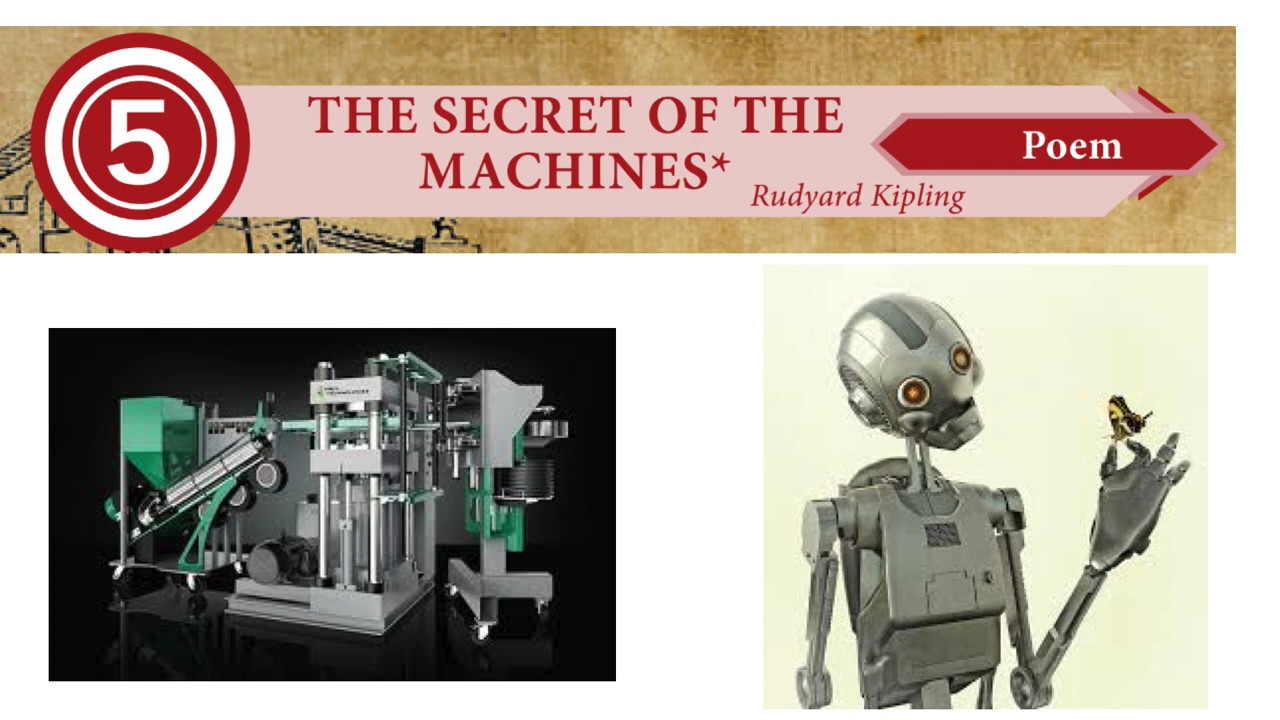 5
THE SECRET OF THE
MACHINES*
Poem
Rudyard Kipling